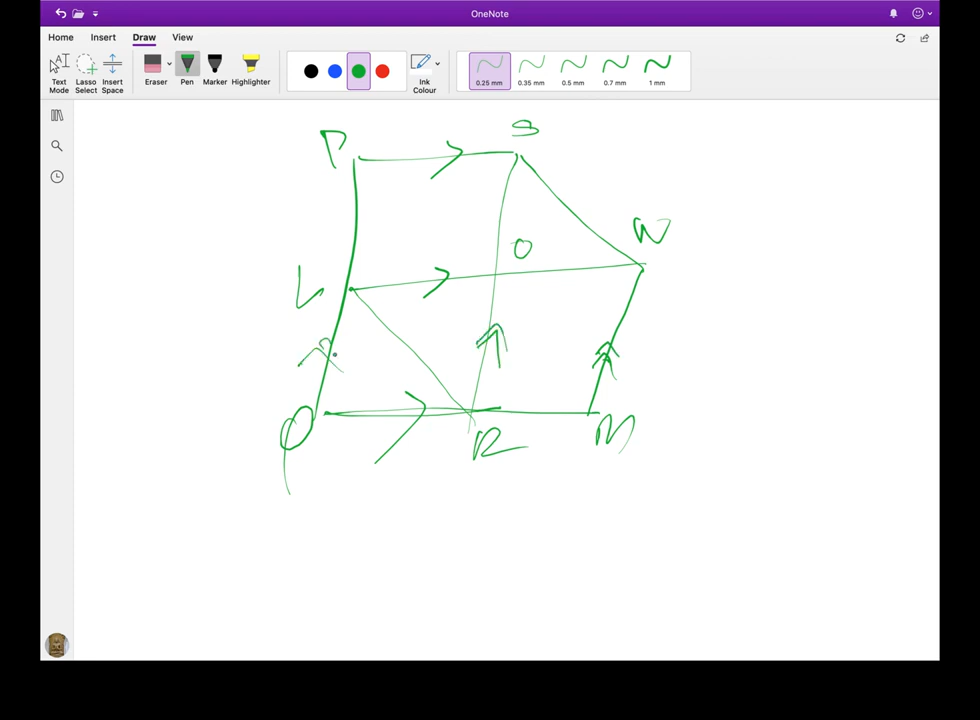 OneNote
Home Insert Draw View
Text Mode
Lasso Select
Insert Space
Eraser
Pen
Marker
Highlighter
Ink Colour
0.25 mm
0.35 mm
0.5 mm
0.7 mm
1 mm
P
S
N
O
L
Q
R
M